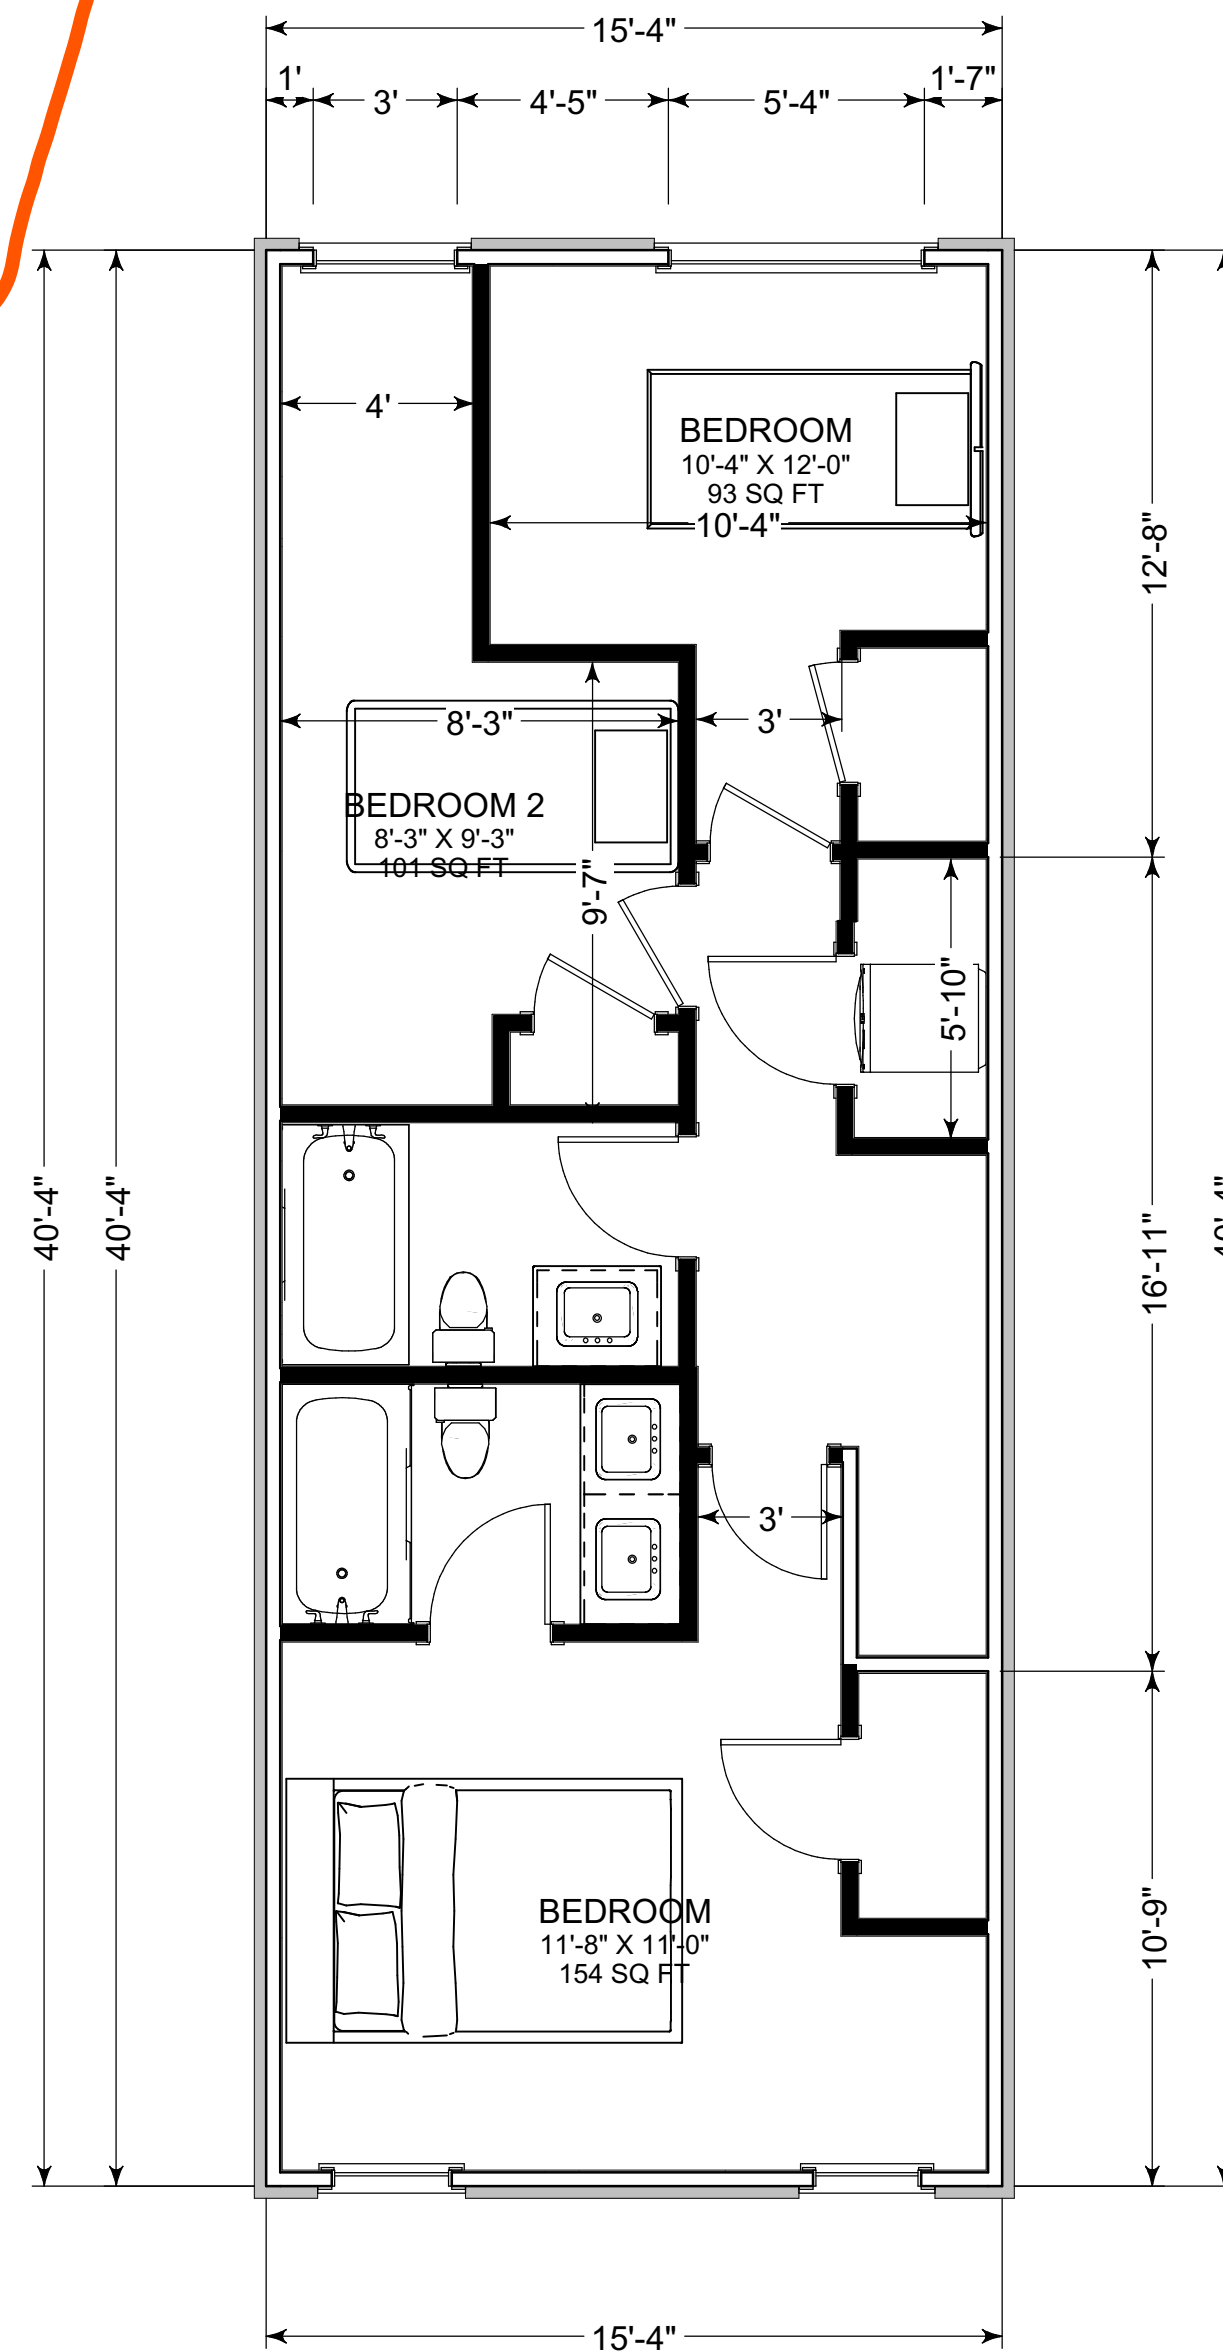 15'-4"
1' 3' 4'-5" 5'-4" 1'-7"
4'
BEDROOM
10'-4" X 12'-0"
93 SQ FT
10'-4"
12'-8"
8'-3"
3'
BEDROOM 2
8'-3" X 9'-3"
101 SQ FT
9'-7"
5'-10"
40'-4"
40'-4"
16'-11"
40'-4"
3'
BEDROOM
11'-8" X 11'-0"
154 SQ FT
10'-9"
15'-4"